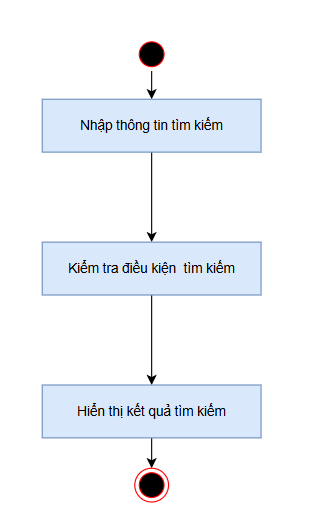 Nhập thông tin tìm kiếm
Kiểm tra điều kiện tìm kiếm
Hiển thị kết quả tìm kiếm